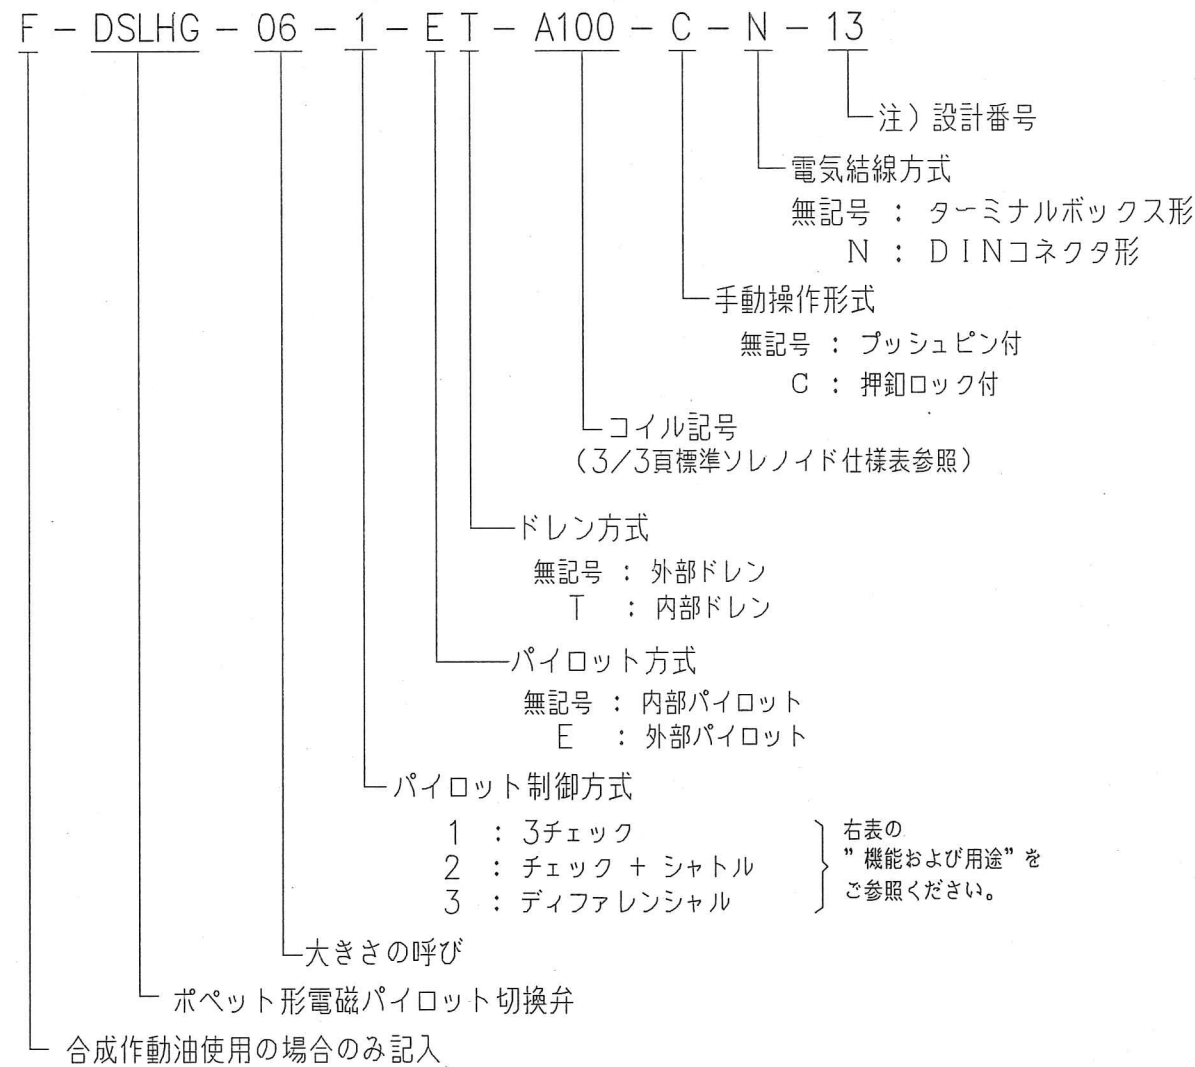 F - DSLHG - 06 - 1 - E T - A100 - C - N - 13
注）設計番号
電気結線方式
無記号 ： ターミナルボックス形
N ： DINコネクタ形
手動操作形式
無記号 ： プッシュピン付
C ： 押釦ロック付
コイル記号
（3/3頁標準ソレノイド仕様表参照）
ドレン方式
無記号 ： 外部ドレン
T ： 内部ドレン
パイロット方式
無記号 ： 内部パイロット
E ： 外部パイロット
パイロット制御方式
1 ： 3チェック
2 ： チェック + シャトル
3 ： ディファレンシャル
右表の
”機能および用途”を
ご参照ください。
大きさの呼び
ポペット形電磁パイロット切換弁
合成作動油使用の場合のみ記入